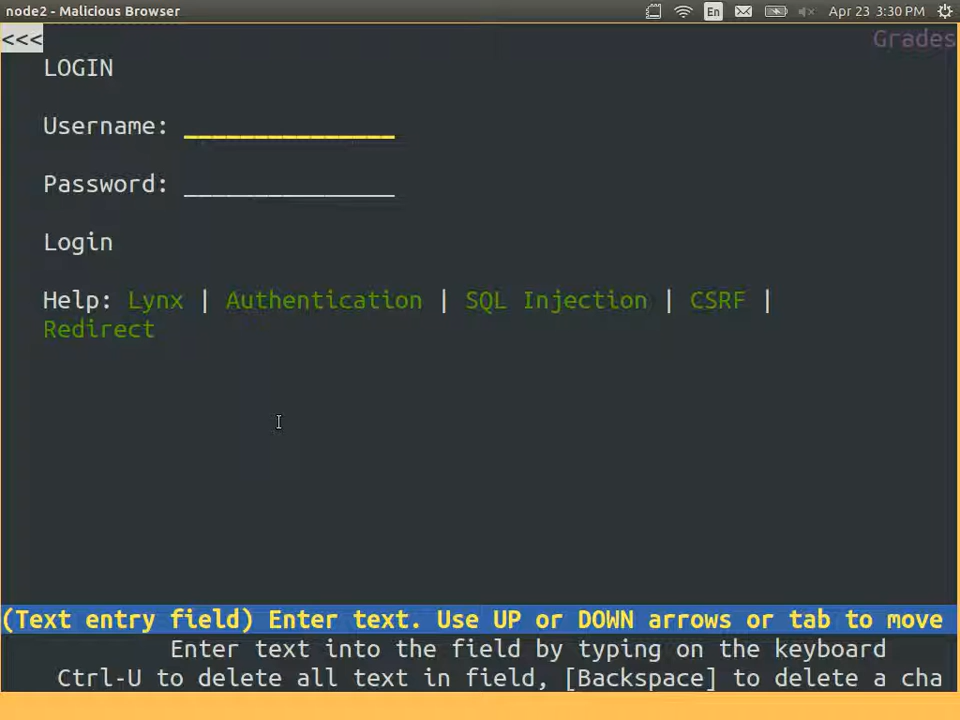 node2 - Malicious Browser En Apr 23 3:30 PM
<<< Grades
LOGIN
Username: _______________
Password: _______________
Login
Help: Lynx | Authentication | SQL Injection | CSRF |
Redirect
(Text entry field) Enter text. Use UP or DOWN arrows or tab to move
Enter text into the field by typing on the keyboard
Ctrl-U to delete all text in field, [Backspace] to delete a cha